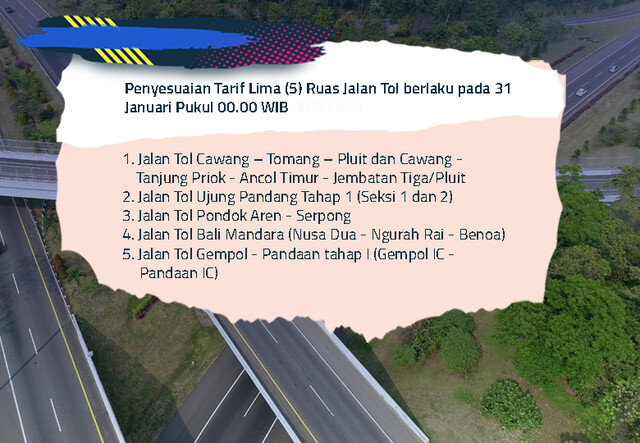 Penyesuaian Tarif Lima (5) Ruas Jalan Tol berlaku pada 31
Januari Pukul 00.00 WIB
1. Jalan Tol Cawang – Tomang – Pluit dan Cawang -
Tanjung Priok - Ancol Timur - Jembatan Tiga/Pluit
2. Jalan Tol Ujung Pandang Tahap 1 (Seksi 1 dan 2)
3. Jalan Tol Pondok Aren - Serpong
4. Jalan Tol Bali Mandara (Nusa Dua - Ngurah Rai - Benoa)
5. Jalan Tol Gempol - Pandaan tahap I (Gempol IC -
Pandaan IC)